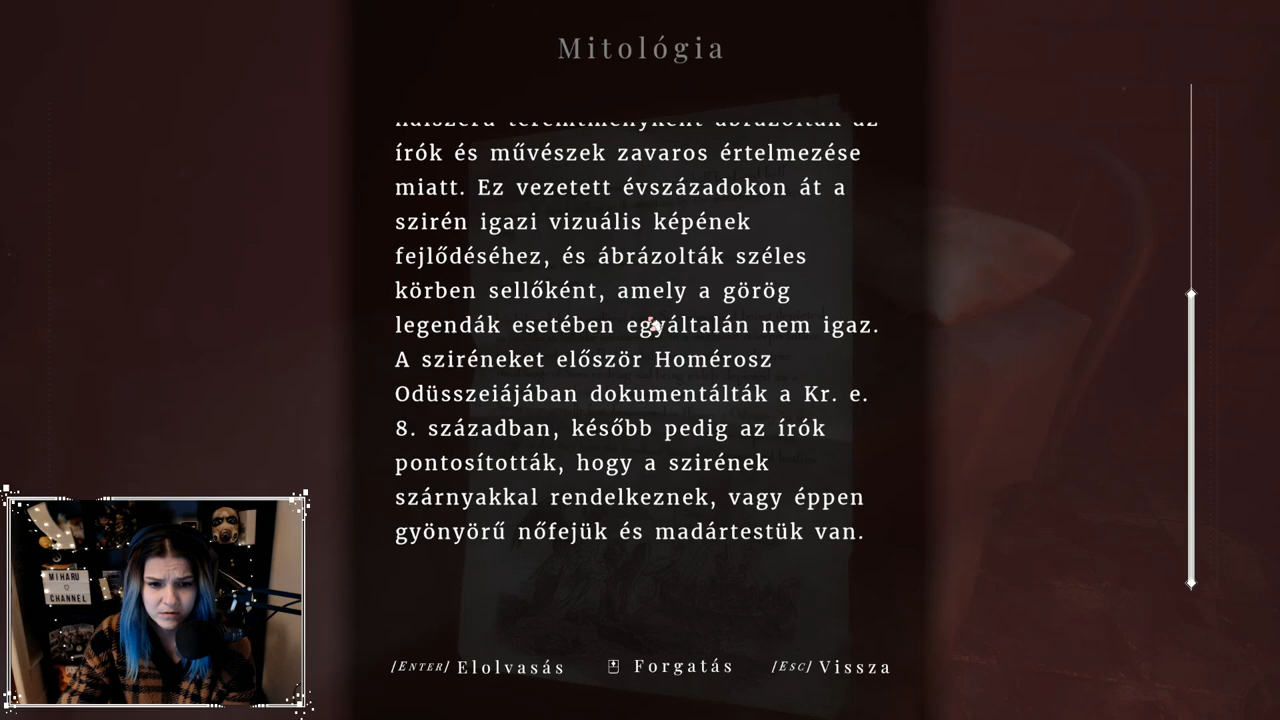 Mitológia
írók és művészek zavaros értelmezése
miatt. Ez vezetett évszázadokon át a
szirén igazi vizuális képének
fejlődéséhez, és ábrázolták széles
körben sellőként, amely a görög
legendák esetében egyáltalán nem igaz.
A sziréneket először Homérosz
Odüsszeiájában dokumentálták a Kr. e.
8. században, később pedig az írók
pontosították, hogy a szirének
szárnyakkal rendelkeznek, vagy éppen
gyönyörű nőfejük és madártestük van.
MIHARU
CHANNEL
/ENTER/ Elolvasás Forgatás /ESC/ Vissza